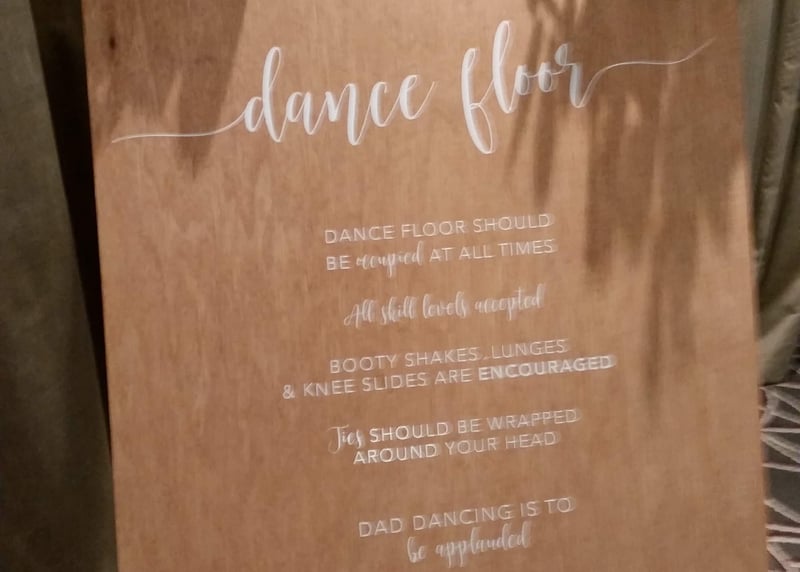 dance floor
DANCE FLOOR SHOULD
BE occupied AT ALL TIMES
All skill levels accepted
BOOTY SHAKES, LUNGES
& KNEE SLIDES ARE ENCOURAGED
Ties SHOULD BE WRAPPED
AROUND YOUR HEAD
DAD DANCING IS TO
be applauded